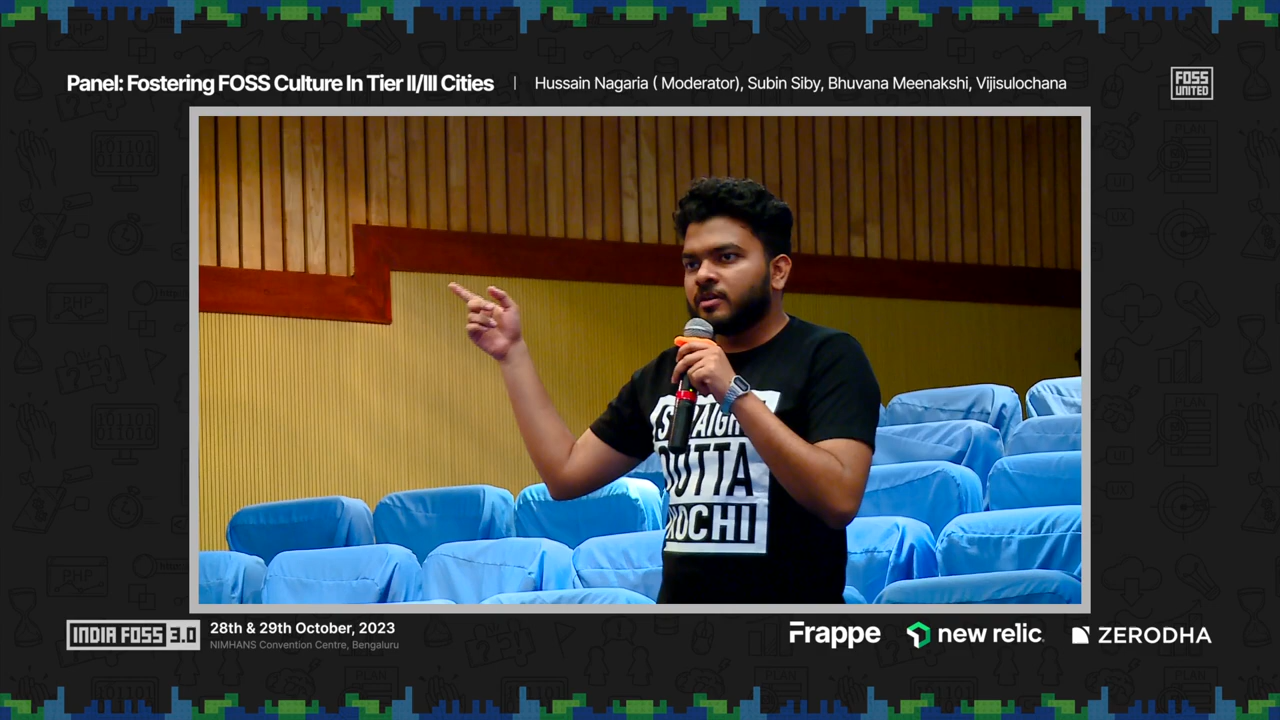 Panel: Fostering FOSS Culture In Tier II/III Cities | Hussain Nagaria ( Moderator), Subin Siby, Bhuvana Meenakshi, Vijisulochana
FOSS
UNITED
OUTTA
INDIA FOSS 3.0
28th & 29th October, 2023
NIMHANS Convention Centre, Bengaluru
Frappe
new relic
ZERODHA